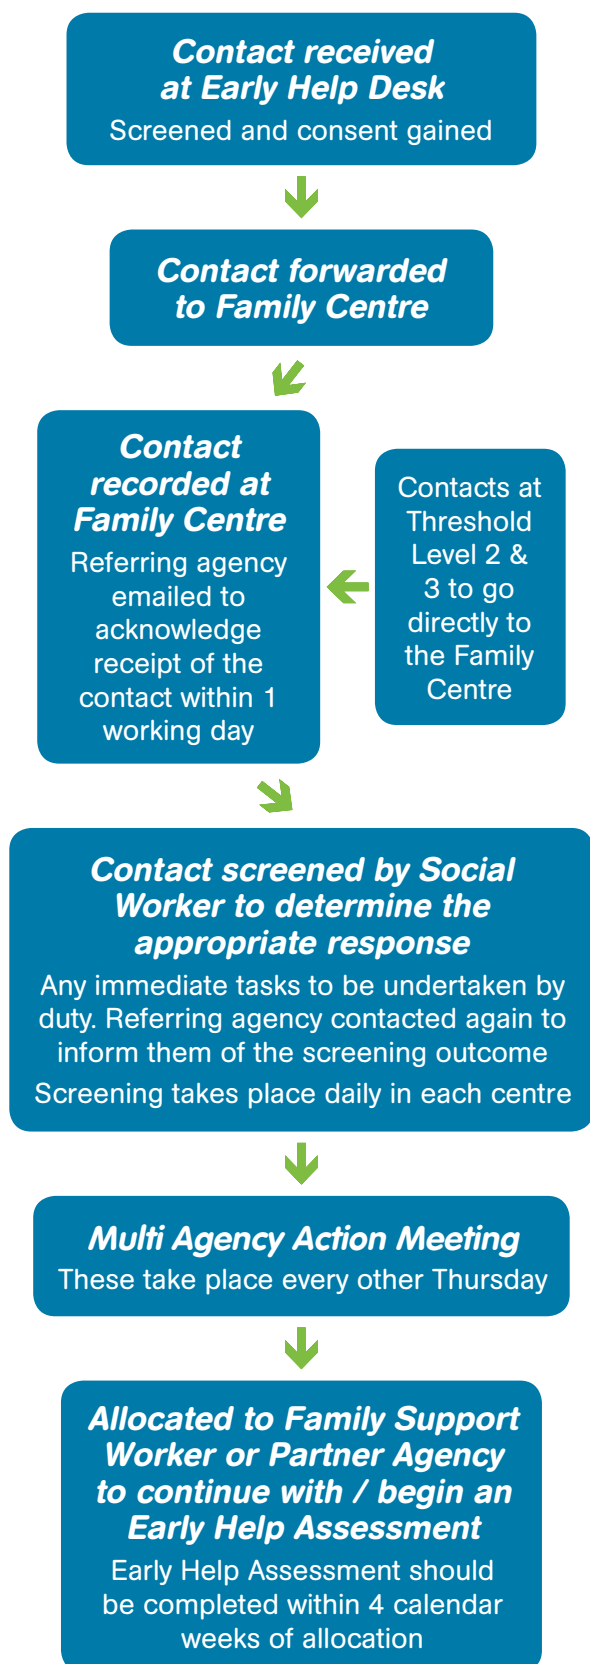 Contact received
at Early Help Desk
Screened and consent gained
Contact forwarded
to Family Centre
Contact
recorded at
Family Centre
Referring agency
emailed to
acknowledge
receipt of the
contact within 1
working day
Contacts at
Threshold
Level 2 &
3 to go
directly to
the Family
Centre
Contact screened by Social
Worker to determine the
appropriate response
Any immediate tasks to be undertaken by
duty. Referring agency contacted again to
inform them of the screening outcome
Screening takes place daily in each centre
Multi Agency Action Meeting
These take place every other Thursday
Allocated to Family Support
Worker or Partner Agency
to continue with / begin an
Early Help Assessment
Early Help Assessment should
be completed within 4 calendar
weeks of allocation